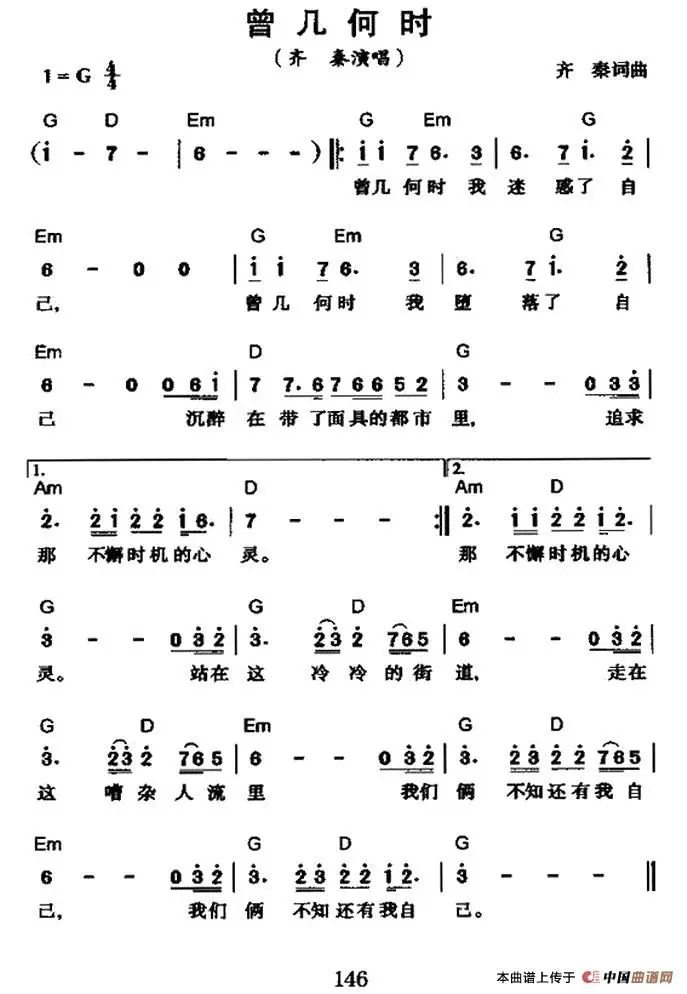 曾几何时
(齐 秦演唱)
1=G 4/4 齐 秦词曲
G D Em G Em G
(i - 7 - | 6 - - - )‖: i i 7 6. 3 | 6. 7 i. 2̇ |
曾几何时 我 迷 惑了 自
Em G Em G
6 - 0 0 | i i 7 6. 3 | 6. 7 i. 2̇ |
己, 曾几 何时 我 堕 落了 自
Em D G
6 - 0 0 6 i | 7 7. 6 7 6 6 5 2 | 3 - - 0 3 3̇ |
己 沉醉 在 带 了面具的都市 里, 追求
1. 2.
Am D Am D
2̇. 2̇ i 2̇ 2̇ i 6. | 7 - - - :‖ 2̇. i i 2̇ 2̇ i 2̇. |
那 不懈时机的心 灵。 那 不懈时机的心
G G D Em
3̇ - - 0 3̇ 2̇ | 3̇. 2̇ 3̇ 2̇ 7 6 5 | 6 - - 0 3̇ 2̇ |
灵。 站在 这 冷 冷 的 街 道, 走在
G D Em G D
3̇. 2̇ 3̇ 2̇ 7 6 5 | 6 - - 0 3̇ 2̇ | 3̇. 2̇ 3̇ 2̇ 2̇ 7 6 5 |
这 嘈 杂 人 流 里 我们 俩 不知还有我 自
Em G D G
6 - - 0 3̇ 2̇ | 3̇. 2̇ 3̇ 2̇ 2̇ i 2̇. | 3̇ - - - ‖
己, 我们 俩 不知还有我自 己。
146
本曲谱上传于 中国曲谱网